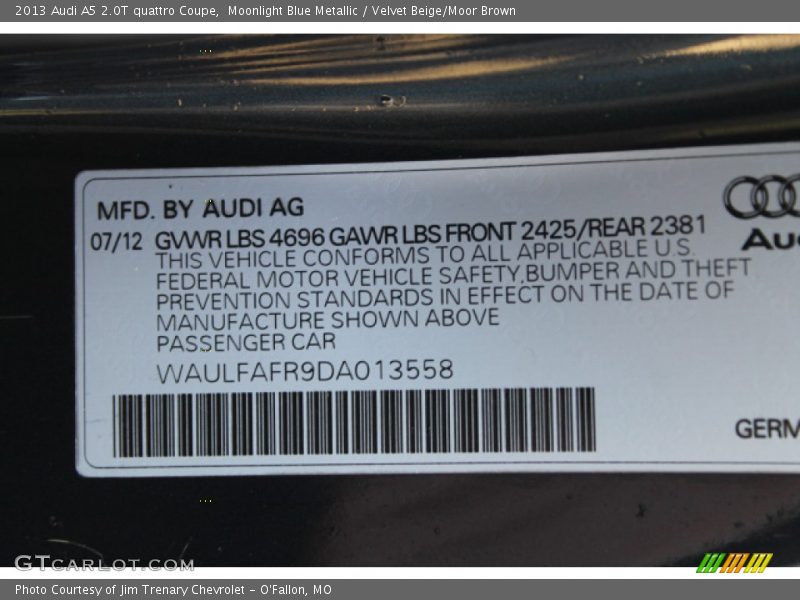 2013 Audi A5 2.0T quattro Coupe,  Moonlight Blue Metallic / Velvet Beige/Moor Brown
MFD. BY AUDI AG
07/12 GVWR LBS 4696 GAWR LBS FRONT 2425/REAR 2381
THIS VEHICLE CONFORMS TO ALL APPLICABLE U.S.
FEDERAL MOTOR VEHICLE SAFETY,BUMPER AND THEFT
PREVENTION STANDARDS IN EFFECT ON THE DATE OF
MANUFACTURE SHOWN ABOVE
PASSENGER CAR
WAULFAFR9DA013558
Au
GERM
GTCARLOT.COM
Photo Courtesy of Jim Trenary Chevrolet - O'Fallon, MO